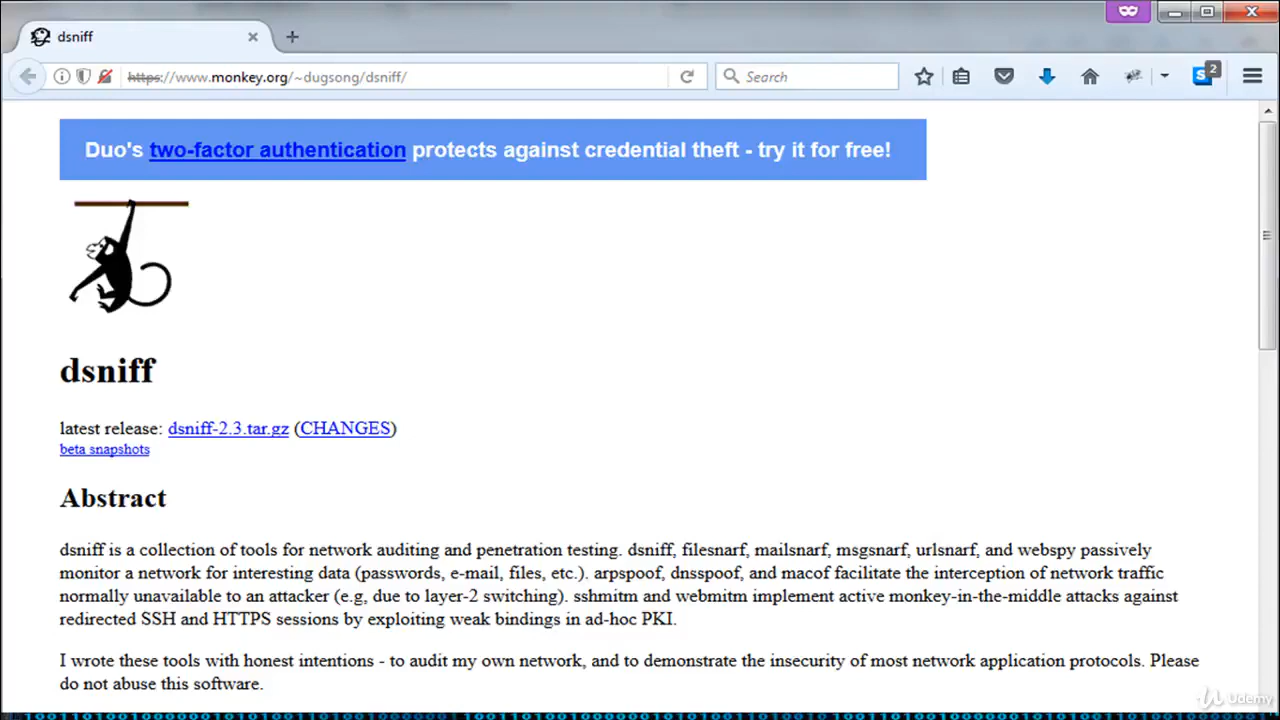 dsniff
https://www.monkey.org/~dugsong/dsniff/
Search
2
Duo's two-factor authentication protects against credential theft - try it for free!
dsniff
latest release: dsniff-2.3.tar.gz (CHANGES)
beta snapshots
Abstract
dsniff is a collection of tools for network auditing and penetration testing. dsniff, filesnarf, mailsnarf, msgsnarf, urlsnarf, and webspy passively
monitor a network for interesting data (passwords, e-mail, files, etc.). arpspoof, dnsspoof, and macof facilitate the interception of network traffic
normally unavailable to an attacker (e.g, due to layer-2 switching). sshmitm and webmitm implement active monkey-in-the-middle attacks against
redirected SSH and HTTPS sessions by exploiting weak bindings in ad-hoc PKI.
I wrote these tools with honest intentions - to audit my own network, and to demonstrate the insecurity of most network application protocols. Please
do not abuse this software.
Udemy